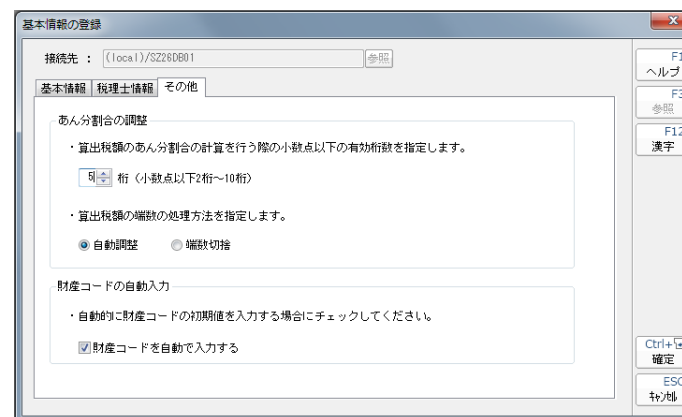 基本情報の登録
接続先 : (local)/SZ26DB01 参照
基本情報 税理士情報 その他
あん分割合の調整
・算出税額のあん分割合の計算を行う際の小数点以下の有効桁数を指定します。
5 桁 (小数点以下2桁～10桁)
・算出税額の端数の処理方法を指定します。
自動調整 端数切捨
財産コードの自動入力
・自動的に財産コードの初期値を入力する場合にチェックしてください。
財産コードを自動で入力する
F1
ヘルプ
F3
参照
F12
漢字
Ctrl+
確定
ESC
ｷｬﾝｾﾙ